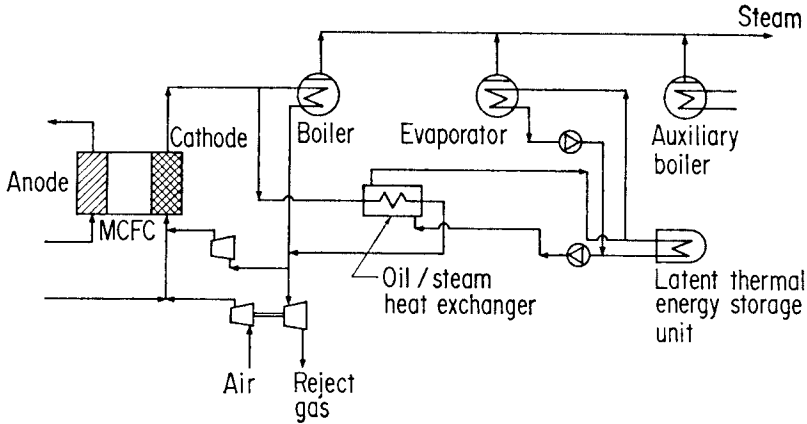 Steam
Cathode
Boiler
Evaporator
Auxiliary
boiler
Anode
MCFC
Oil / steam
heat exchanger
Latent thermal
energy storage
unit
Air
Reject
gas